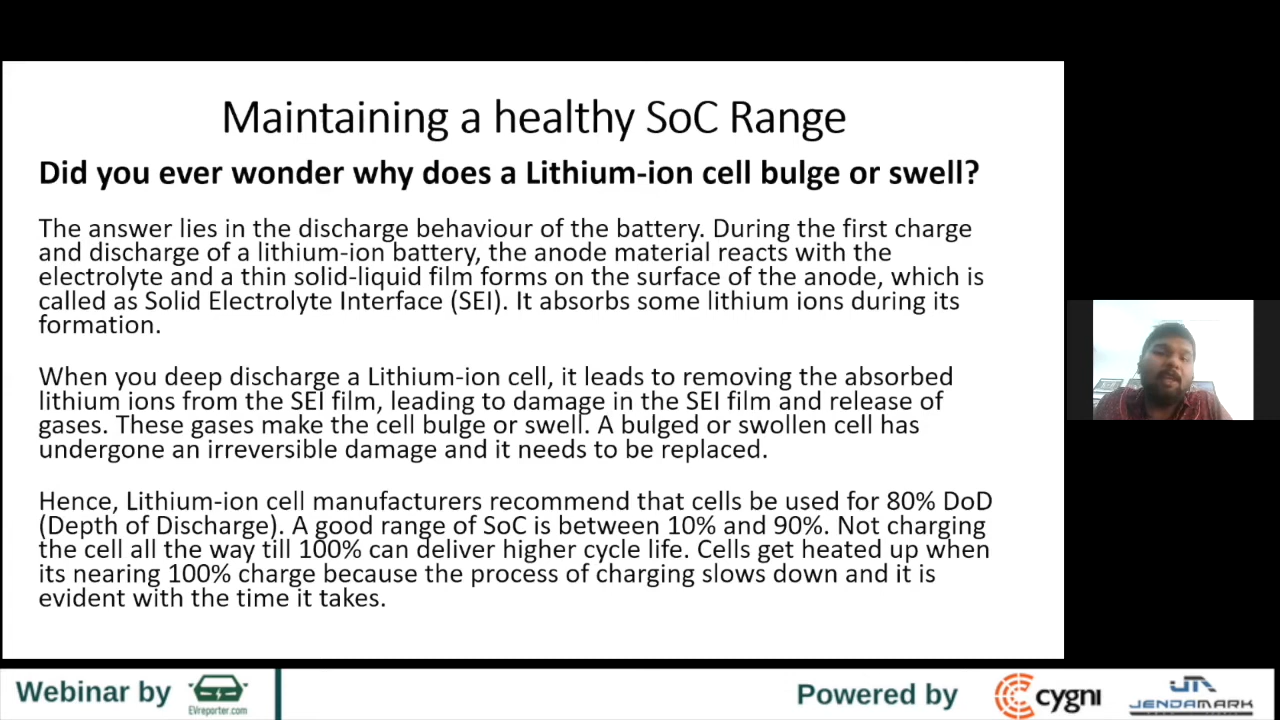 Maintaining a healthy SoC Range
Did you ever wonder why does a Lithium-ion cell bulge or swell?
The answer lies in the discharge behaviour of the battery. During the first charge
and discharge of a lithium-ion battery, the anode material reacts with the
electrolyte and a thin solid-liquid film forms on the surface of the anode, which is
called as Solid Electrolyte Interface (SEI). It absorbs some lithium ions during its
formation.
When you deep discharge a Lithium-ion cell, it leads to removing the absorbed
lithium ions from the SEI film, leading to damage in the SEI film and release of
gases. These gases make the cell bulge or swell. A bulged or swollen cell has
undergone an irreversible damage and it needs to be replaced.
Hence, Lithium-ion cell manufacturers recommend that cells be used for 80% DoD
(Depth of Discharge). A good range of SoC is between 10% and 90%. Not charging
the cell all the way till 100% can deliver higher cycle life. Cells get heated up when
its nearing 100% charge because the process of charging slows down and it is
evident with the time it takes.
Webinar by
EVreporter.com
Powered by
cygni
JENDAMARK